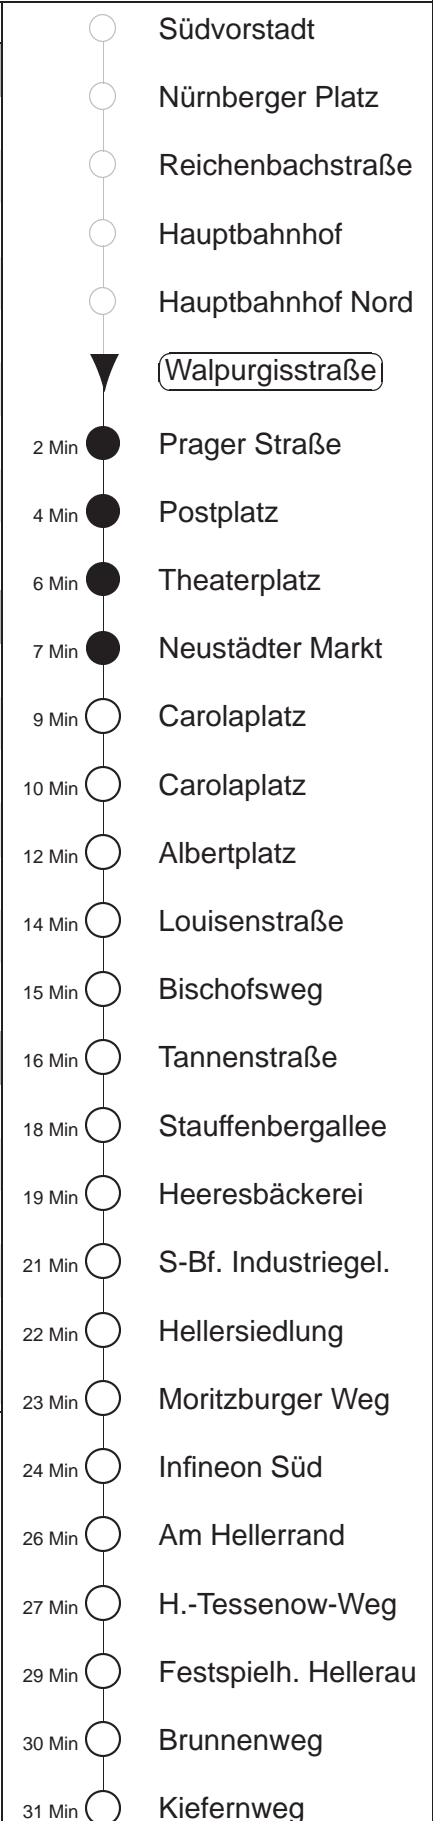 Südvorstadt
Nürnberger Platz
Reichenbachstraße
Hauptbahnhof
Hauptbahnhof Nord
Walpurgisstraße
2 Min Prager Straße
4 Min Postplatz
6 Min Theaterplatz
7 Min Neustädter Markt
9 Min Carolaplatz
10 Min Carolaplatz
12 Min Albertplatz
14 Min Louisenstraße
15 Min Bischofsweg
16 Min Tannenstraße
18 Min Stauffenbergallee
19 Min Heeresbäckerei
21 Min S-Bf. Industriegel.
22 Min Hellersiedlung
23 Min Moritzburger Weg
24 Min Infineon Süd
26 Min Am Hellerrand
27 Min H.-Tessenow-Weg
29 Min Festspielh. Hellerau
30 Min Brunnenweg
31 Min Kiefernweg